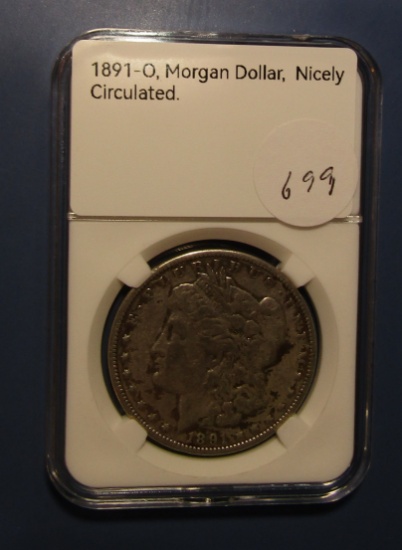 1891-O, Morgan Dollar, Nicely
Circulated.
699